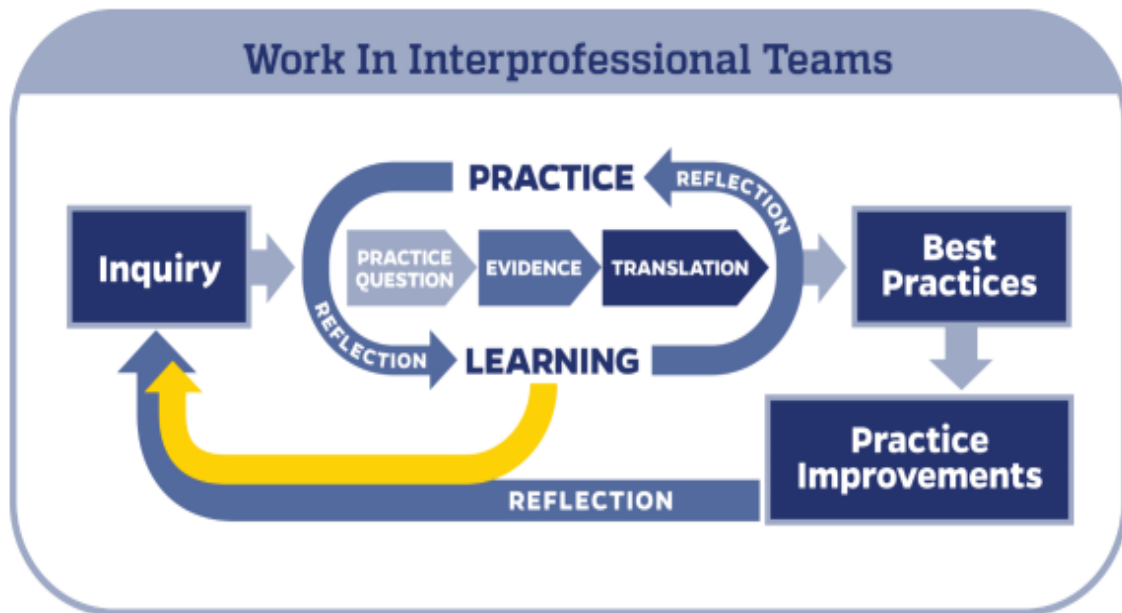 Work In Interprofessional Teams
PRACTICE
REFLECTION
Inquiry
PRACTICE
QUESTION
EVIDENCE
TRANSLATION
Best
Practices
REFLECTION
LEARNING
Practice
Improvements
REFLECTION